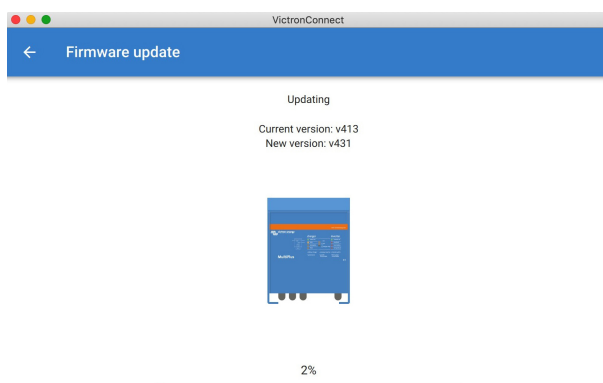 VictronConnect
Firmware update
Updating
Current version: v413
New version: v431
MultiPlus
2%